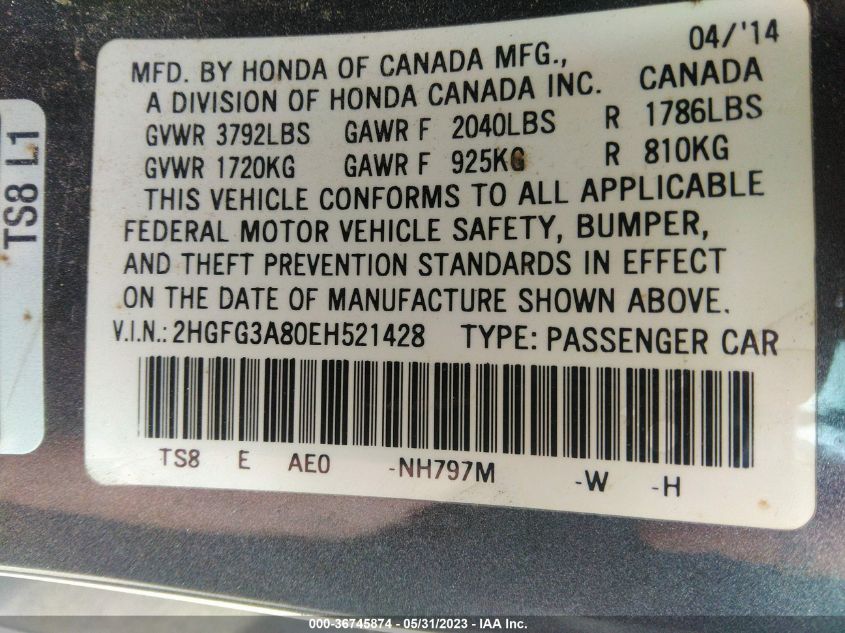 04/'14
MFD. BY HONDA OF CANADA MFG.,
A DIVISION OF HONDA CANADA INC. CANADA
GVWR 3792LBS GAWR F 2040LBS R 1786LBS
GVWR 1720KG GAWR F 925KG R 810KG
THIS VEHICLE CONFORMS TO ALL APPLICABLE
FEDERAL MOTOR VEHICLE SAFETY, BUMPER,
AND THEFT PREVENTION STANDARDS IN EFFECT
ON THE DATE OF MANUFACTURE SHOWN ABOVE.
V.I.N.: 2HGFG3A80EH521428 TYPE: PASSENGER CAR
TS8 E AE0 -NH797M -W -H
TS8 L1
000-36745874 - 05/31/2023 - IAA Inc.